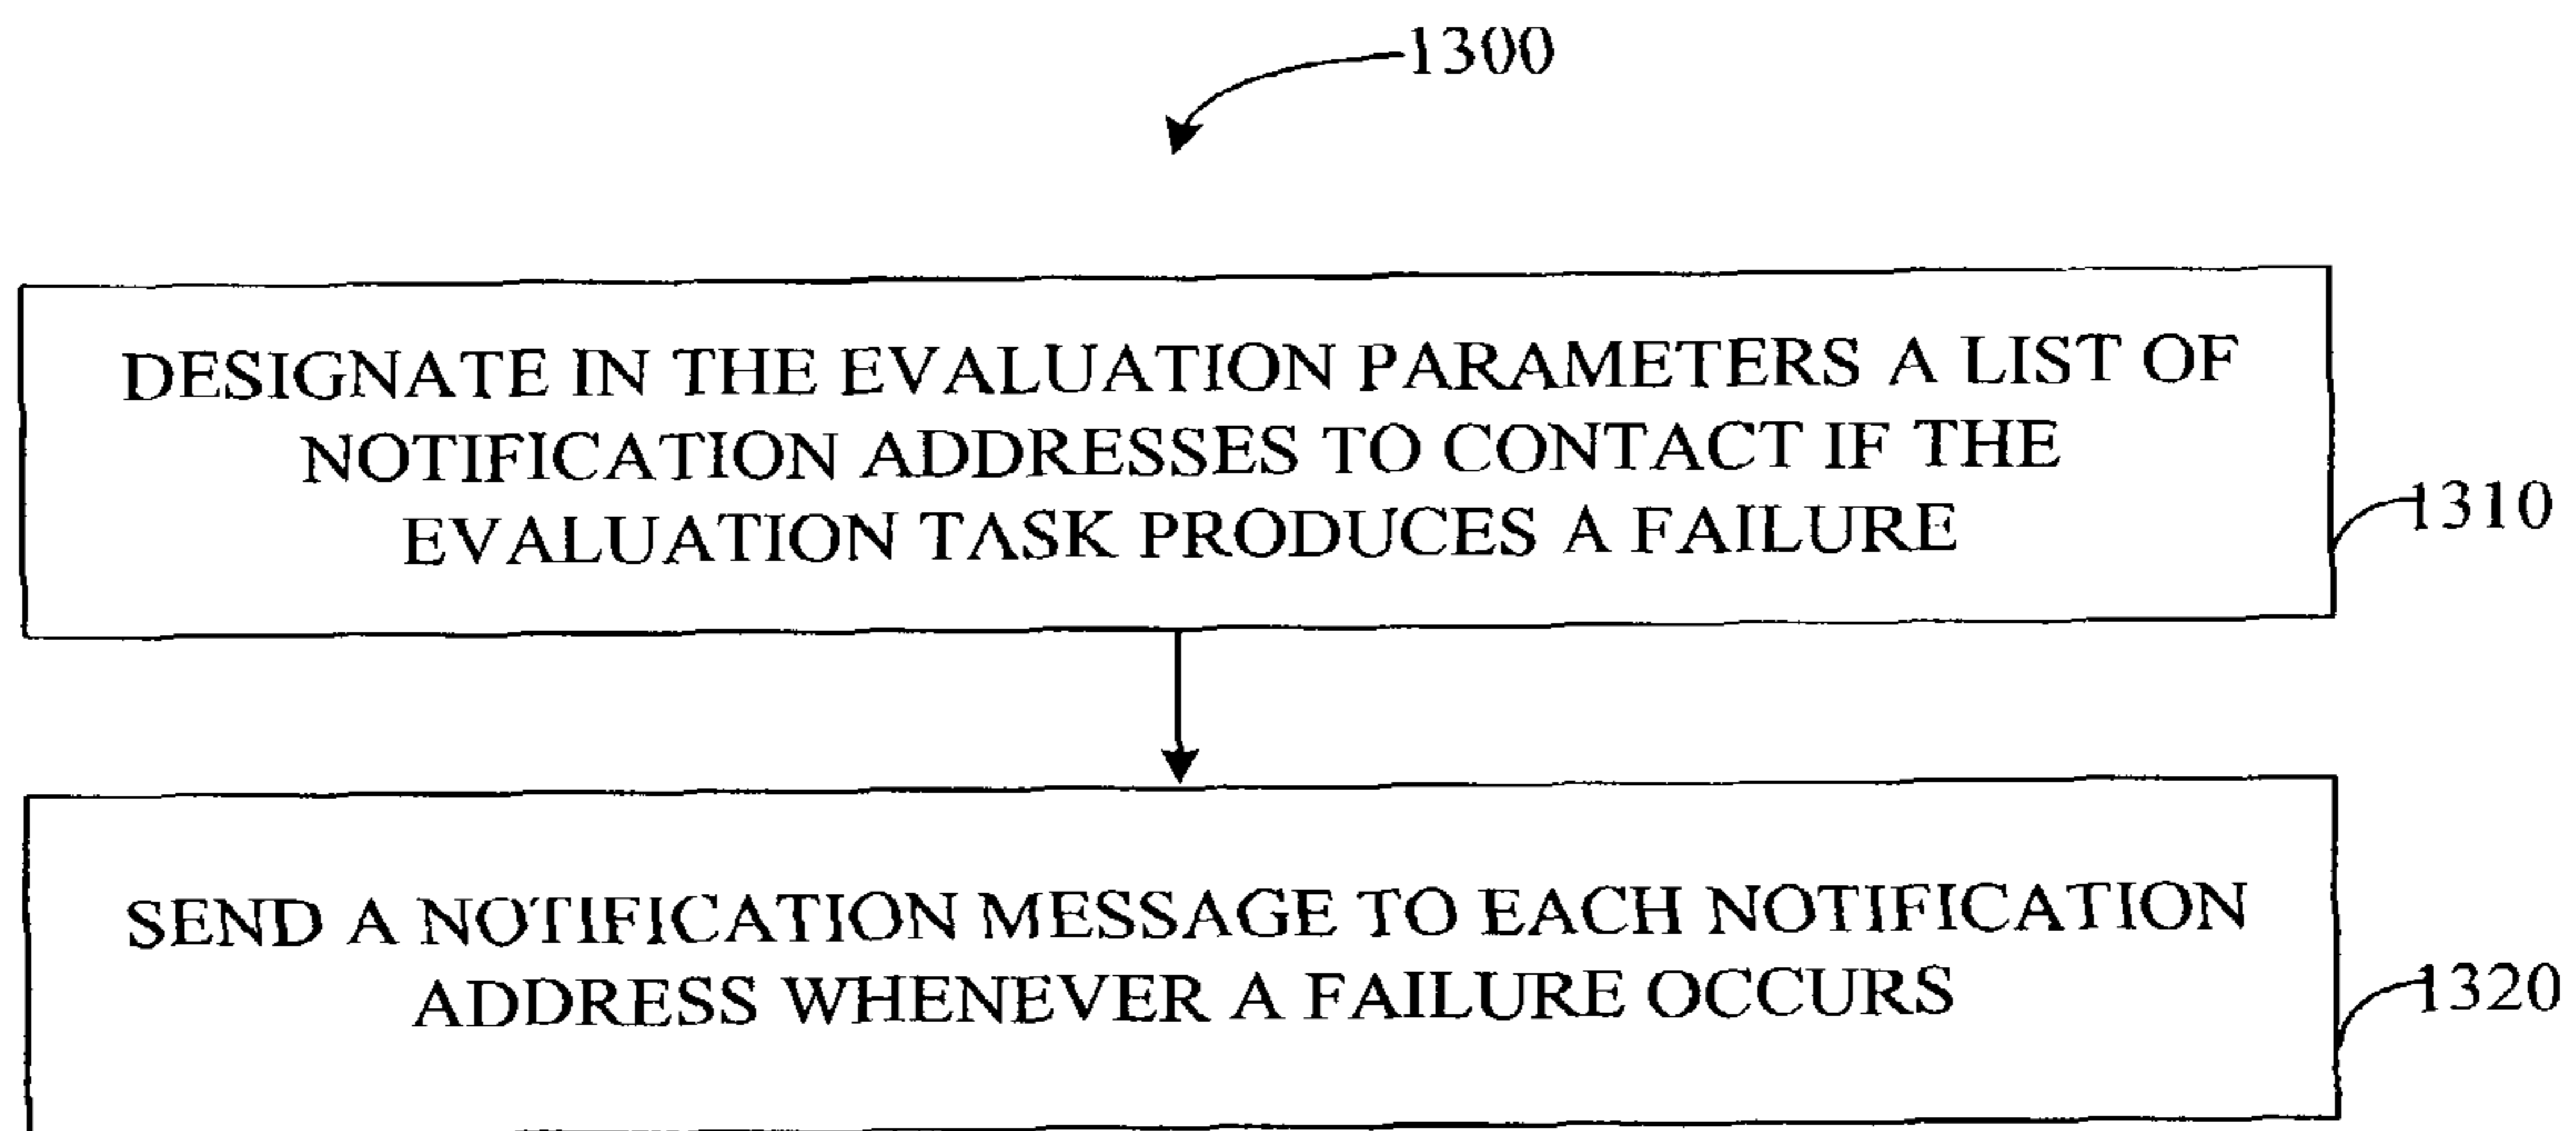 1300
DESIGNATE IN THE EVALUATION PARAMETERS A LIST OF
NOTIFICATION ADDRESSES TO CONTACT IF THE
EVALUATION TASK PRODUCES A FAILURE
1310
SEND A NOTIFICATION MESSAGE TO EACH NOTIFICATION
ADDRESS WHENEVER A FAILURE OCCURS
1320